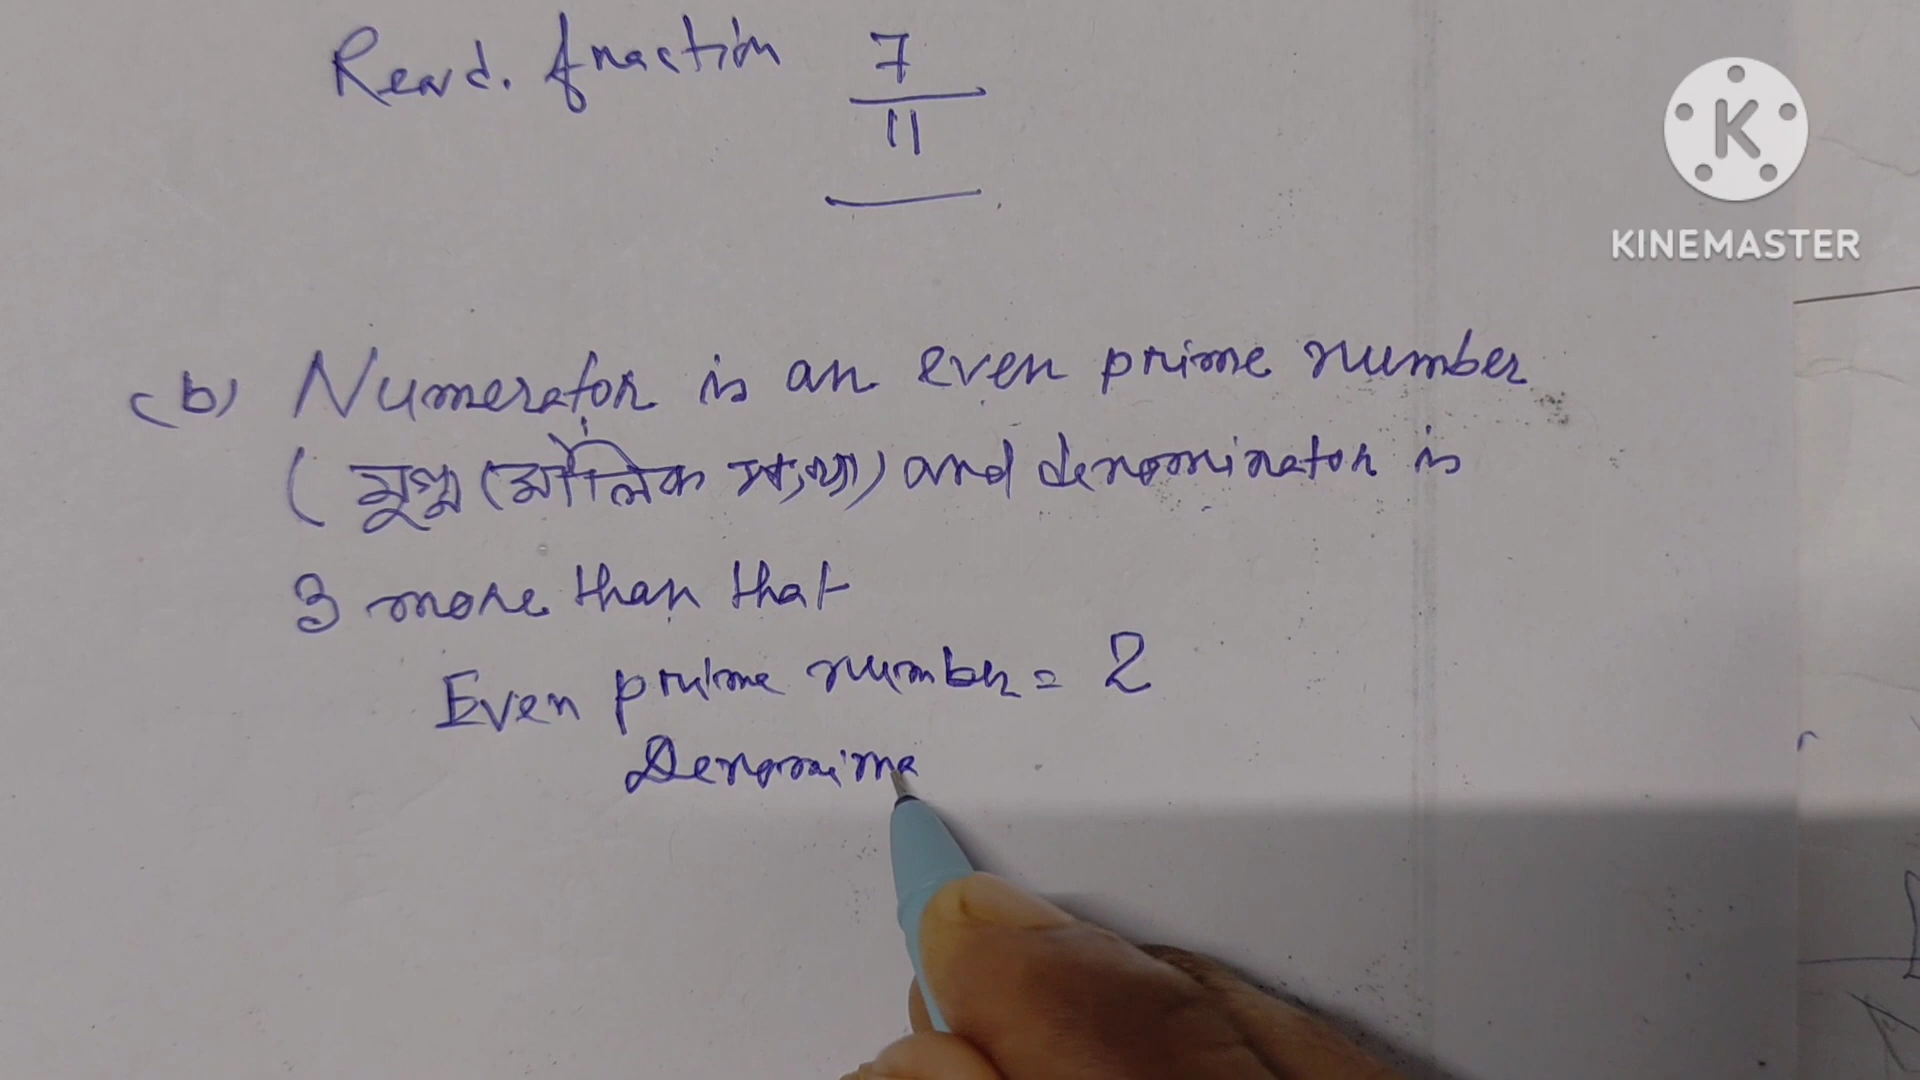 Read. fraction 7/11
K
KINEMASTER
(b) Numerator is an even prime number
(যুগ্ম মৌলিক সংখ্যা) and denominator is
3 more than that
Even prime number = 2
Denomina